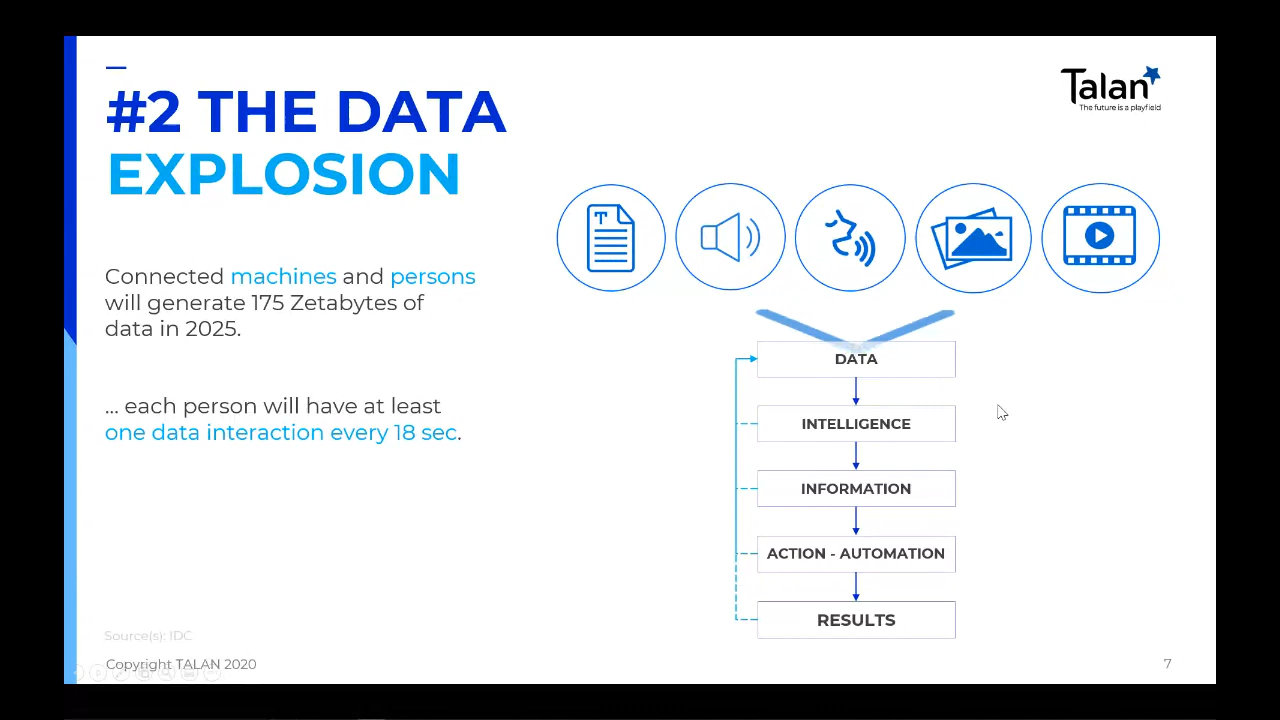 #2 THE DATA
EXPLOSION
Talan
The future is a playfield
T
Connected machines and persons
will generate 175 Zetabytes of
data in 2025.
... each person will have at least
one data interaction every 18 sec.
DATA
INTELLIGENCE
INFORMATION
ACTION - AUTOMATION
RESULTS
Source(s): IDC
Copyright TALAN 2020
7